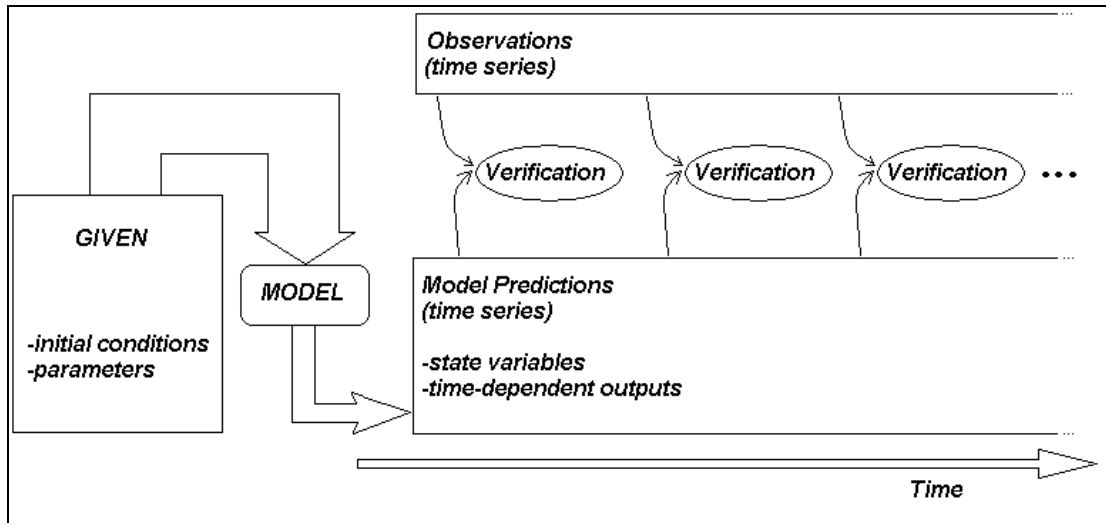 Observations
(time series)
...
...
Verification
Verification
Verification
...
GIVEN
-initial conditions
-parameters
MODEL
Model Predictions
(time series)
-state variables
-time-dependent outputs
...
...
Time